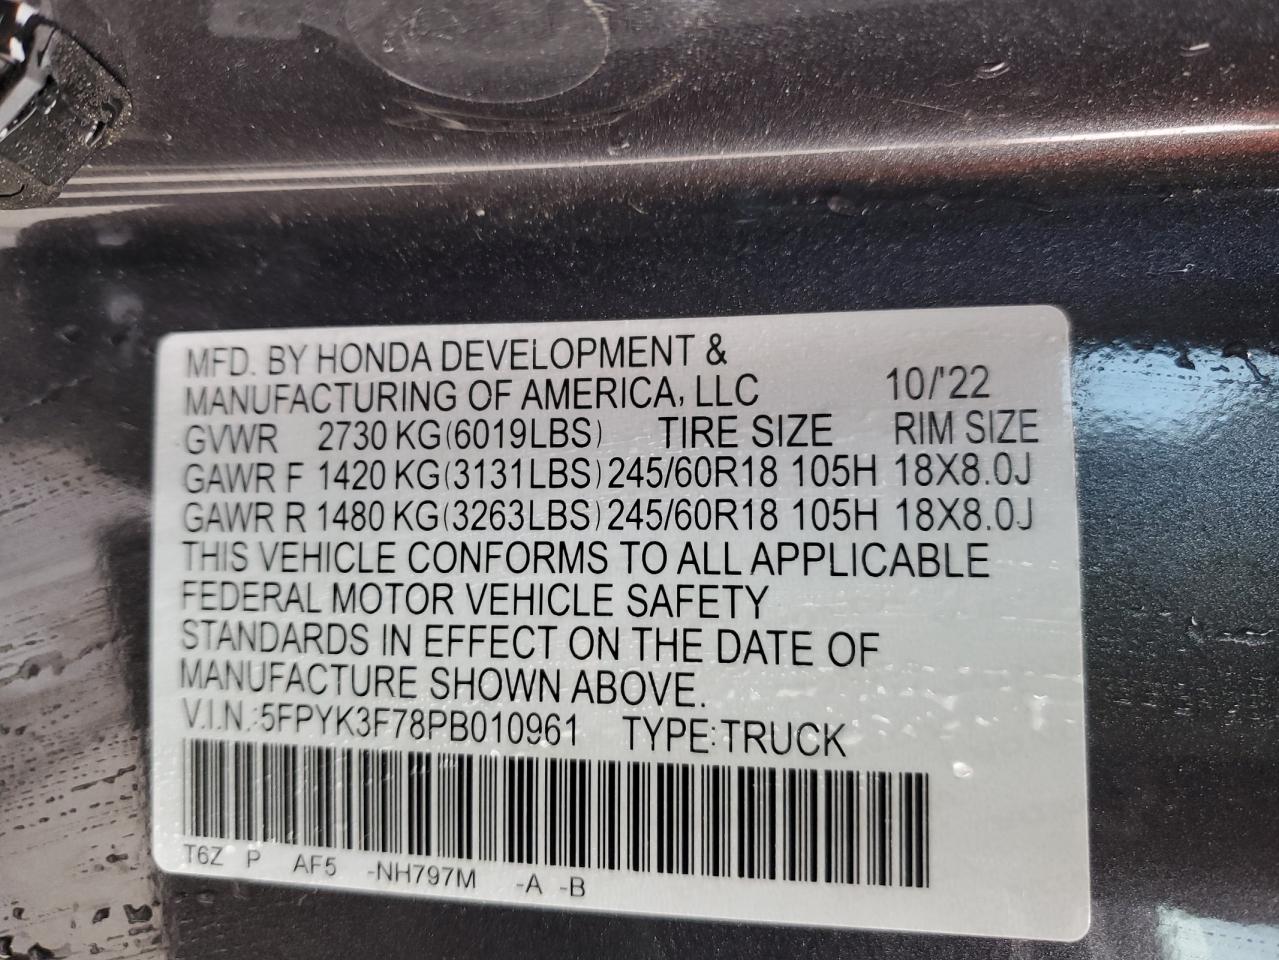 MFD. BY HONDA DEVELOPMENT &
MANUFACTURING OF AMERICA, LLC 10/'22
GVWR 2730 KG(6019LBS) TIRE SIZE RIM SIZE
GAWR F 1420 KG(3131LBS) 245/60R18 105H 18X8.0J
GAWR R 1480 KG(3263LBS) 245/60R18 105H 18X8.0J
THIS VEHICLE CONFORMS TO ALL APPLICABLE
FEDERAL MOTOR VEHICLE SAFETY
STANDARDS IN EFFECT ON THE DATE OF
MANUFACTURE SHOWN ABOVE.
V.I.N.:5FPYK3F78PB010961 TYPE:TRUCK
T6Z P AF5 -NH797M -A -B